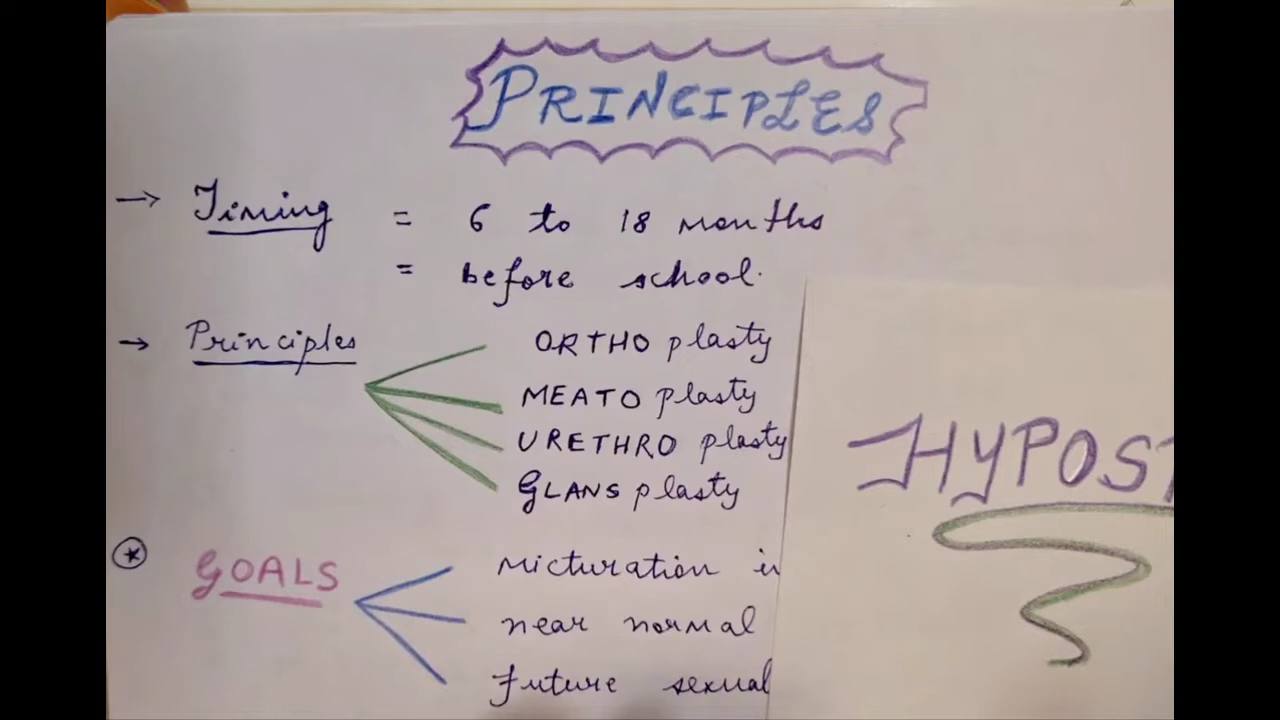 PRINCIPLES
→ Timing = 6 to 18 months
= before school.
→ Principles
ORTHO plasty
MEATO plasty
URETHRO plasty
GLANS plasty
HYPOS
GOALS
Micturation in
near normal
future sexual